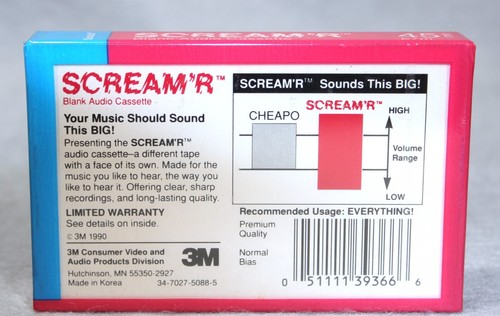 SCREAM'R™
Blank Audio Cassette
Your Music Should Sound
This BIG!
Presenting the SCREAM'R™
audio cassette–a different tape
with a face of its own. Made for the
music you like to hear, the way you
like to hear it. Offering clear, sharp
recordings, and long-lasting quality.
LIMITED WARRANTY
See details on inside.
© 3M 1990
3M Consumer Video and
Audio Products Division
Hutchinson, MN 55350-2927
Made in Korea
34-7027-5088-5
3M
SCREAM'R™ Sounds This BIG!
CHEAPO
SCREAM'R™
HIGH
Volume
Range
LOW
Recommended Usage: EVERYTHING!
Premium
Quality
Normal
Bias
0 51111 39366 6